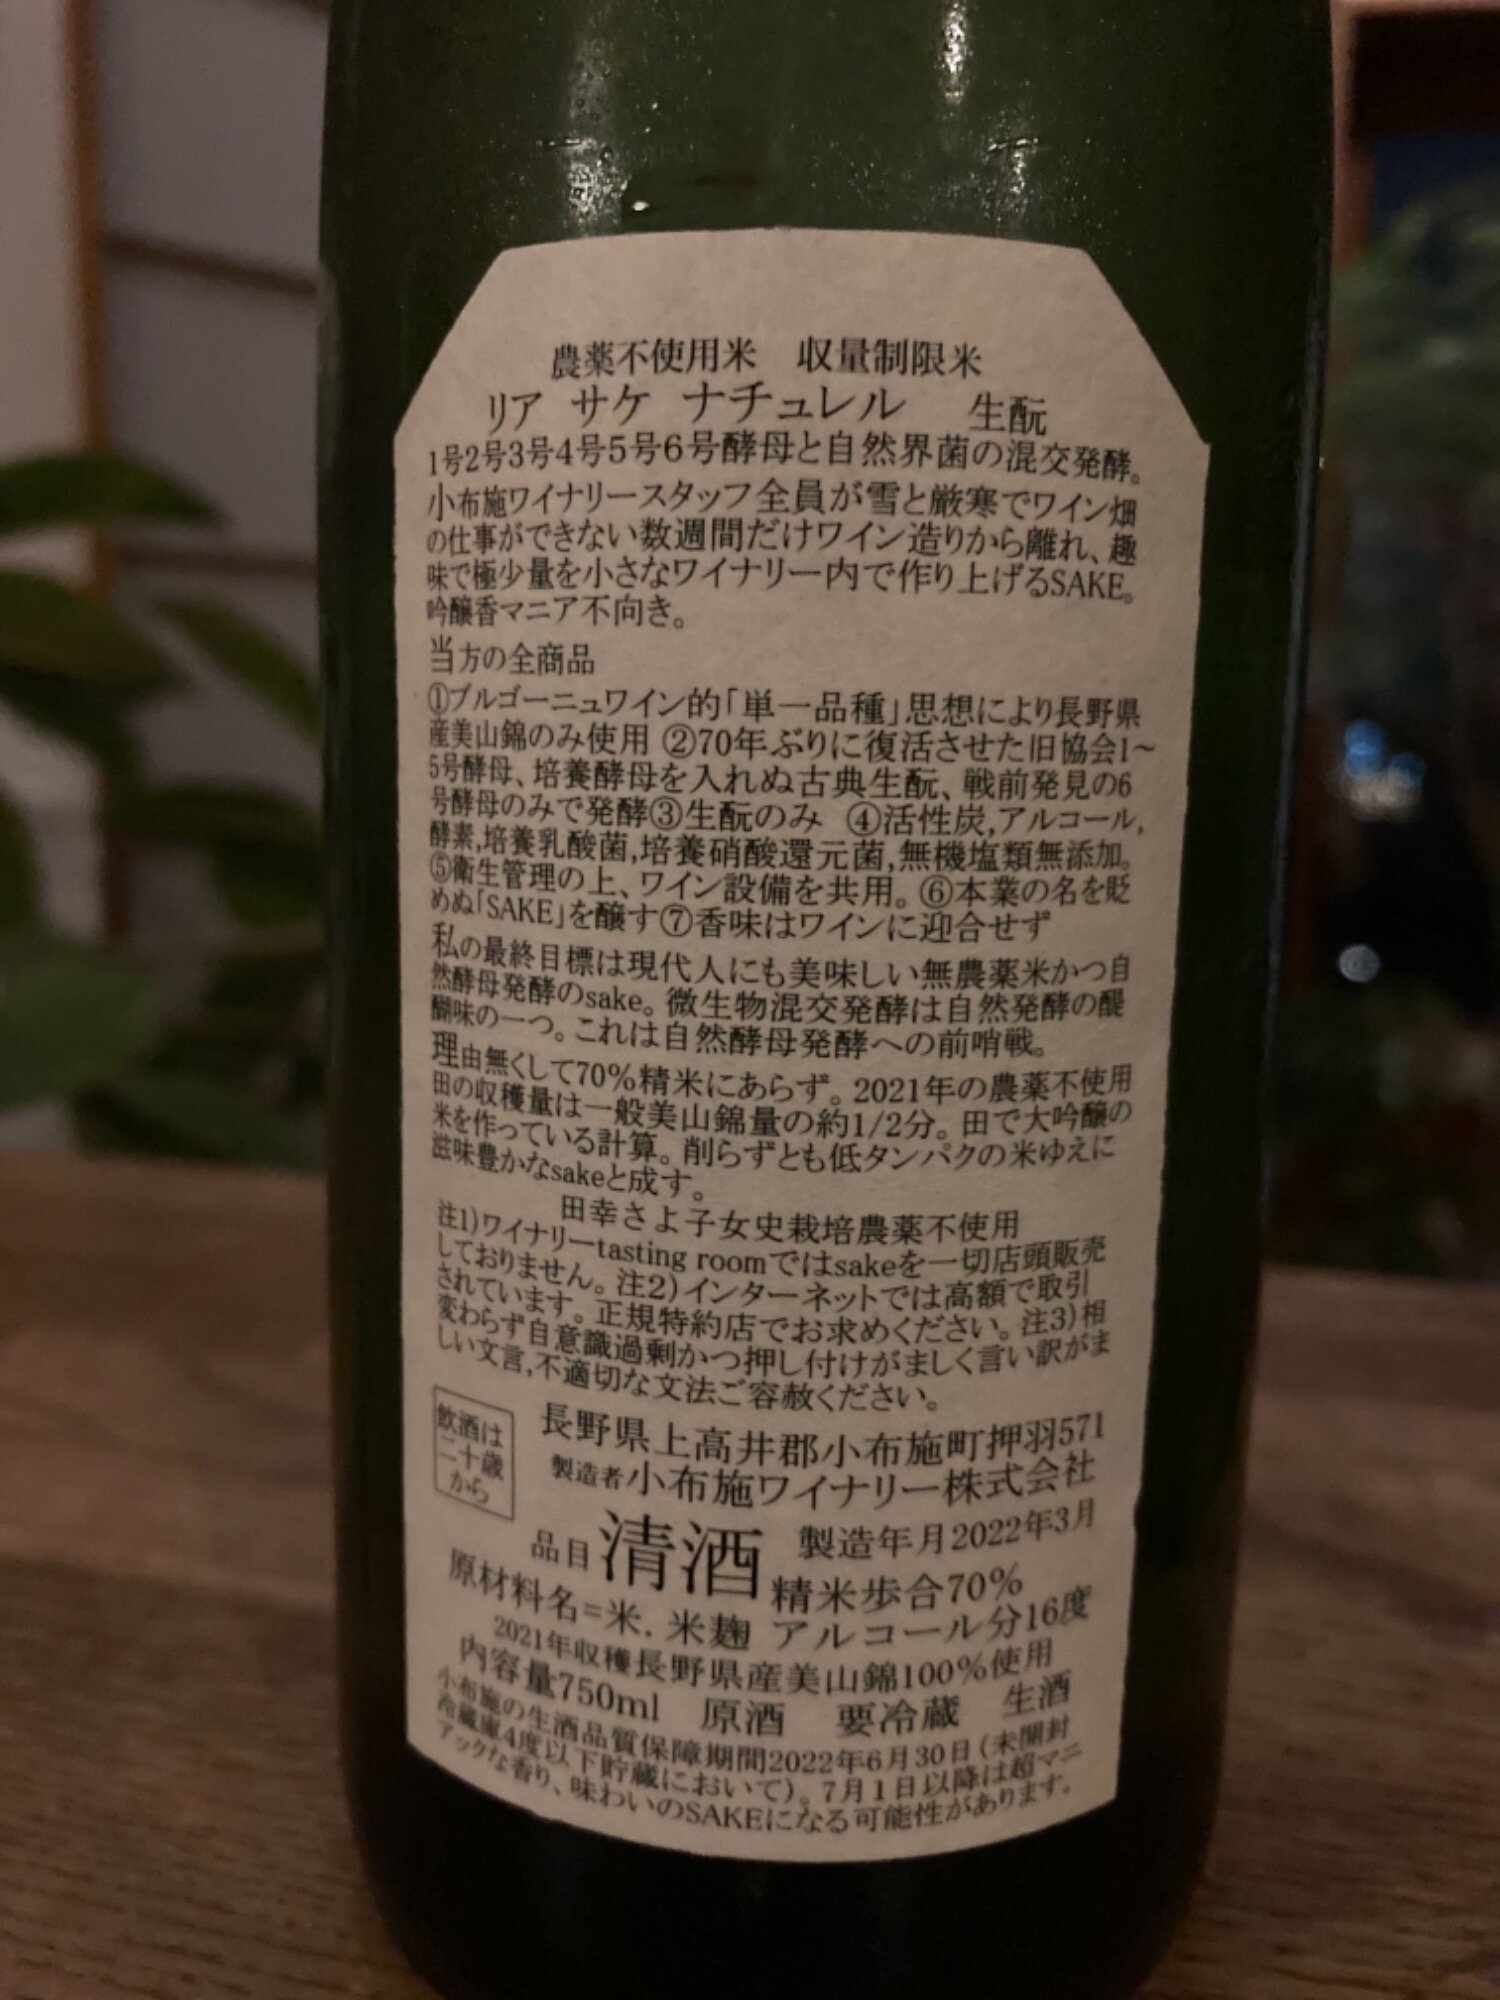 農薬不使用米　収量制限米
リア　サケ　ナチュレル　生酛
1号2号3号4号5号6号酵母と自然界菌の混交発酵。
小布施ワイナリースタッフ全員が雪と厳寒でワイン畑
の仕事ができない数週間だけワイン造りから離れ、趣
味で極少量を小さなワイナリー内で作り上げるSAKE。
吟醸香マニア不向き。
当方の全商品
①ブルゴーニュワイン的「単一品種」思想により長野県
産美山錦のみ使用 ②70年ぶりに復活させた旧協会1~
5号酵母、培養酵母を入れぬ古典生酛、戦前発見の6
号酵母のみで発酵③生酛のみ ④活性炭,アルコール,
酵素,培養乳酸菌,培養硝酸還元菌,無機塩類無添加。
⑤衛生管理の上、ワイン設備を共用。⑥本業の名を貶
めぬ「SAKE」を醸す⑦香味はワインに迎合せず
私の最終目標は現代人にも美味しい無農薬米かつ自
然酵母発酵のsake。微生物混交発酵は自然発酵の醍
醐味の一つ。これは自然酵母発酵への前哨戦。
理由無くして70%精米にあらず。2021年の農薬不使用
田の収穫量は一般美山錦量の約1/2分。田で大吟醸の
米を作っている計算。削らずとも低タンパクの米ゆえに
滋味豊かなsakeと成す。
田幸さよ子女史栽培農薬不使用
注1)ワイナリーtasting roomではsakeを一切店頭販売
しておりません。注2)インターネットでは高額で取引
されています。正規特約店でお求めください。注3)相
変わらず自意識過剰かつ押し付けがましく言い訳がま
しい文言,不適切な文法ご容赦ください。
飲酒は
二十歳
から
長野県上高井郡小布施町押羽571
製造者 小布施ワイナリー株式会社
品目 清酒 製造年月2022年3月
精米歩合70%
原材料名=米.米麹 アルコール分16度
2021年収穫長野県産美山錦100%使用
内容量750ml 原酒 要冷蔵 生酒
小布施の生酒品質保障期間2022年6月30日(未開封
冷蔵庫4度以下貯蔵において)。7月1日以降は超マニ
アックな香り、味わいのSAKEになる可能性があります。